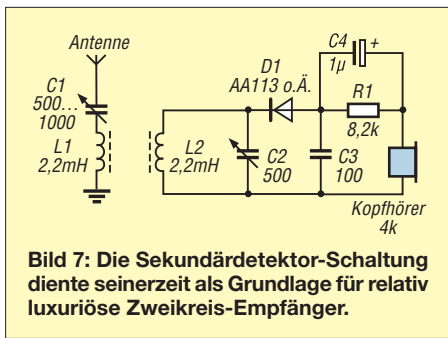 Antenne
C1
500...
1000
L1
2,2mH
L2
2,2mH
D1
AA113 o.Ä.
C2
500
C4
1µ
+
R1
8,2k
C3
100
Kopfhörer
4k
Bild 7: Die Sekundärdetektor-Schaltung
diente seinerzeit als Grundlage für relativ
luxuriöse Zweikreis-Empfänger.